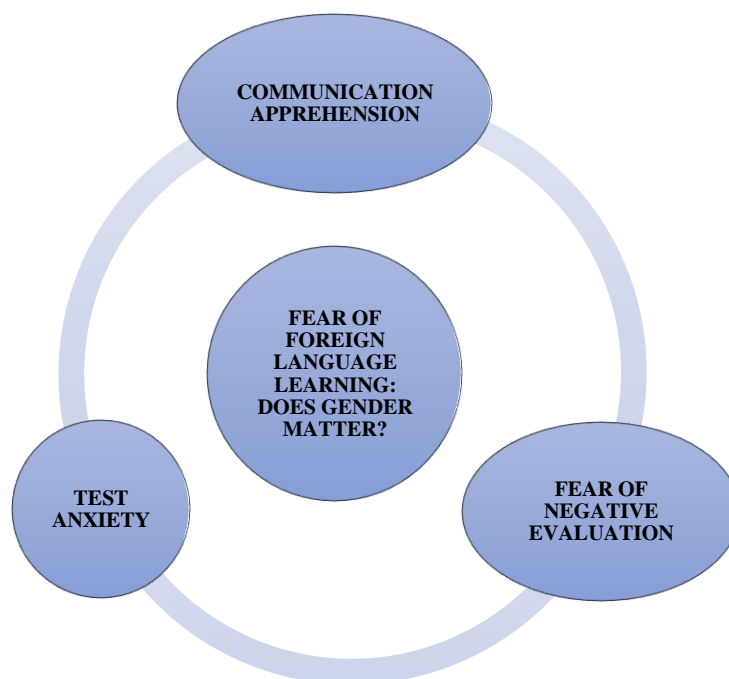 COMMUNICATION
APPREHENSION
FEAR OF
FOREIGN
LANGUAGE
LEARNING:
DOES GENDER
MATTER?
TEST
ANXIETY
FEAR OF
NEGATIVE
EVALUATION